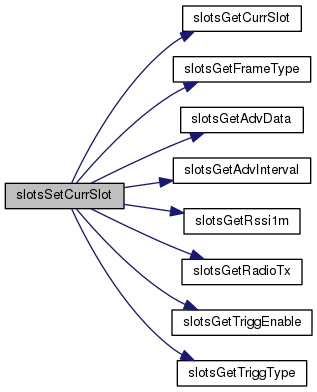 slotsGetCurrSlot
slotsGetFrameType
slotsGetAdvData
slotsGetAdvInterval
slotsSetCurrSlot
slotsGetRssi1m
slotsGetRadioTx
slotsGetTriggEnable
slotsGetTriggType